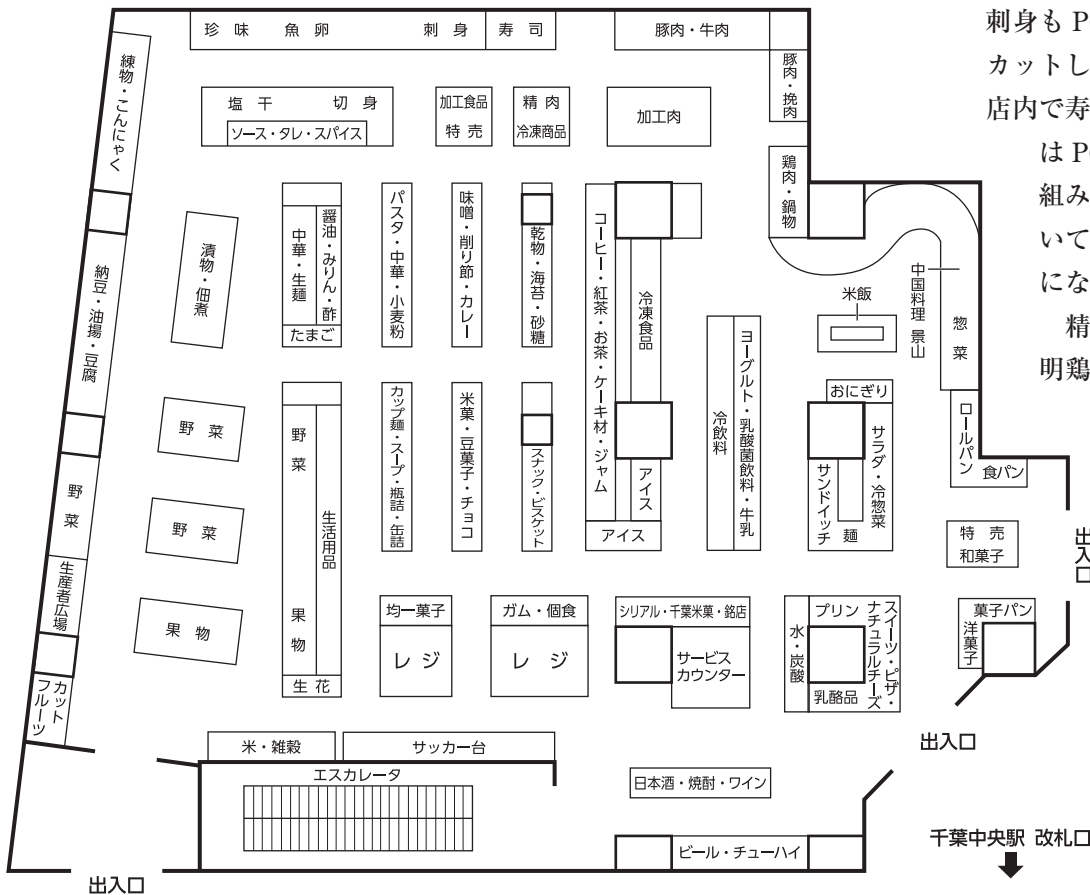 珍味 魚卵 刺身 寿司 豚肉・牛肉
豚肉・挽肉
練物・こんにゃく
塩干 切身
ソース・タレ・スパイス
加工食品
特売
精肉
冷凍商品
加工肉
鶏肉・鍋物
納豆・油揚・豆腐
漬物・佃煮
中華・生麺
醤油・みりん・酢
たまご
パスタ・中華・小麦粉
味噌・削り節・カレー
乾物・海苔・砂糖
コーヒー・紅茶・お茶・ケーキ材・ジャム
冷凍食品
アイス
アイス
冷飲料
ヨーグルト・乳酸菌飲料・牛乳
米飯
中国料理 景山
惣菜
おにぎり
サラダ・冷惣菜
サンドイッチ
麺
ロールパン
食パン
特売
和菓子
出入口
野菜
野菜
野菜
生産者広場
果物
カットフルーツ
野菜
果物
生活用品
生花
カップ麺・スープ・瓶詰・缶詰
米菓・豆菓子・チョコ
スナック・ビスケット
均一菓子
レジ
ガム・個食
レジ
シリアル・千葉米菓・銘店
サービス
カウンター
水・炭酸
プリン
スイーツ・ピザ・
ナチュラルチーズ
乳酪品
菓子パン
洋菓子
出入口
米・雑穀
サッカー台
エスカレータ
日本酒・焼酎・ワイン
ビール・チューハイ
出入口
千葉中央駅 改札口
刺身も P
カットし
店内で寿
は P
組み
いて
にな
精
明鶏